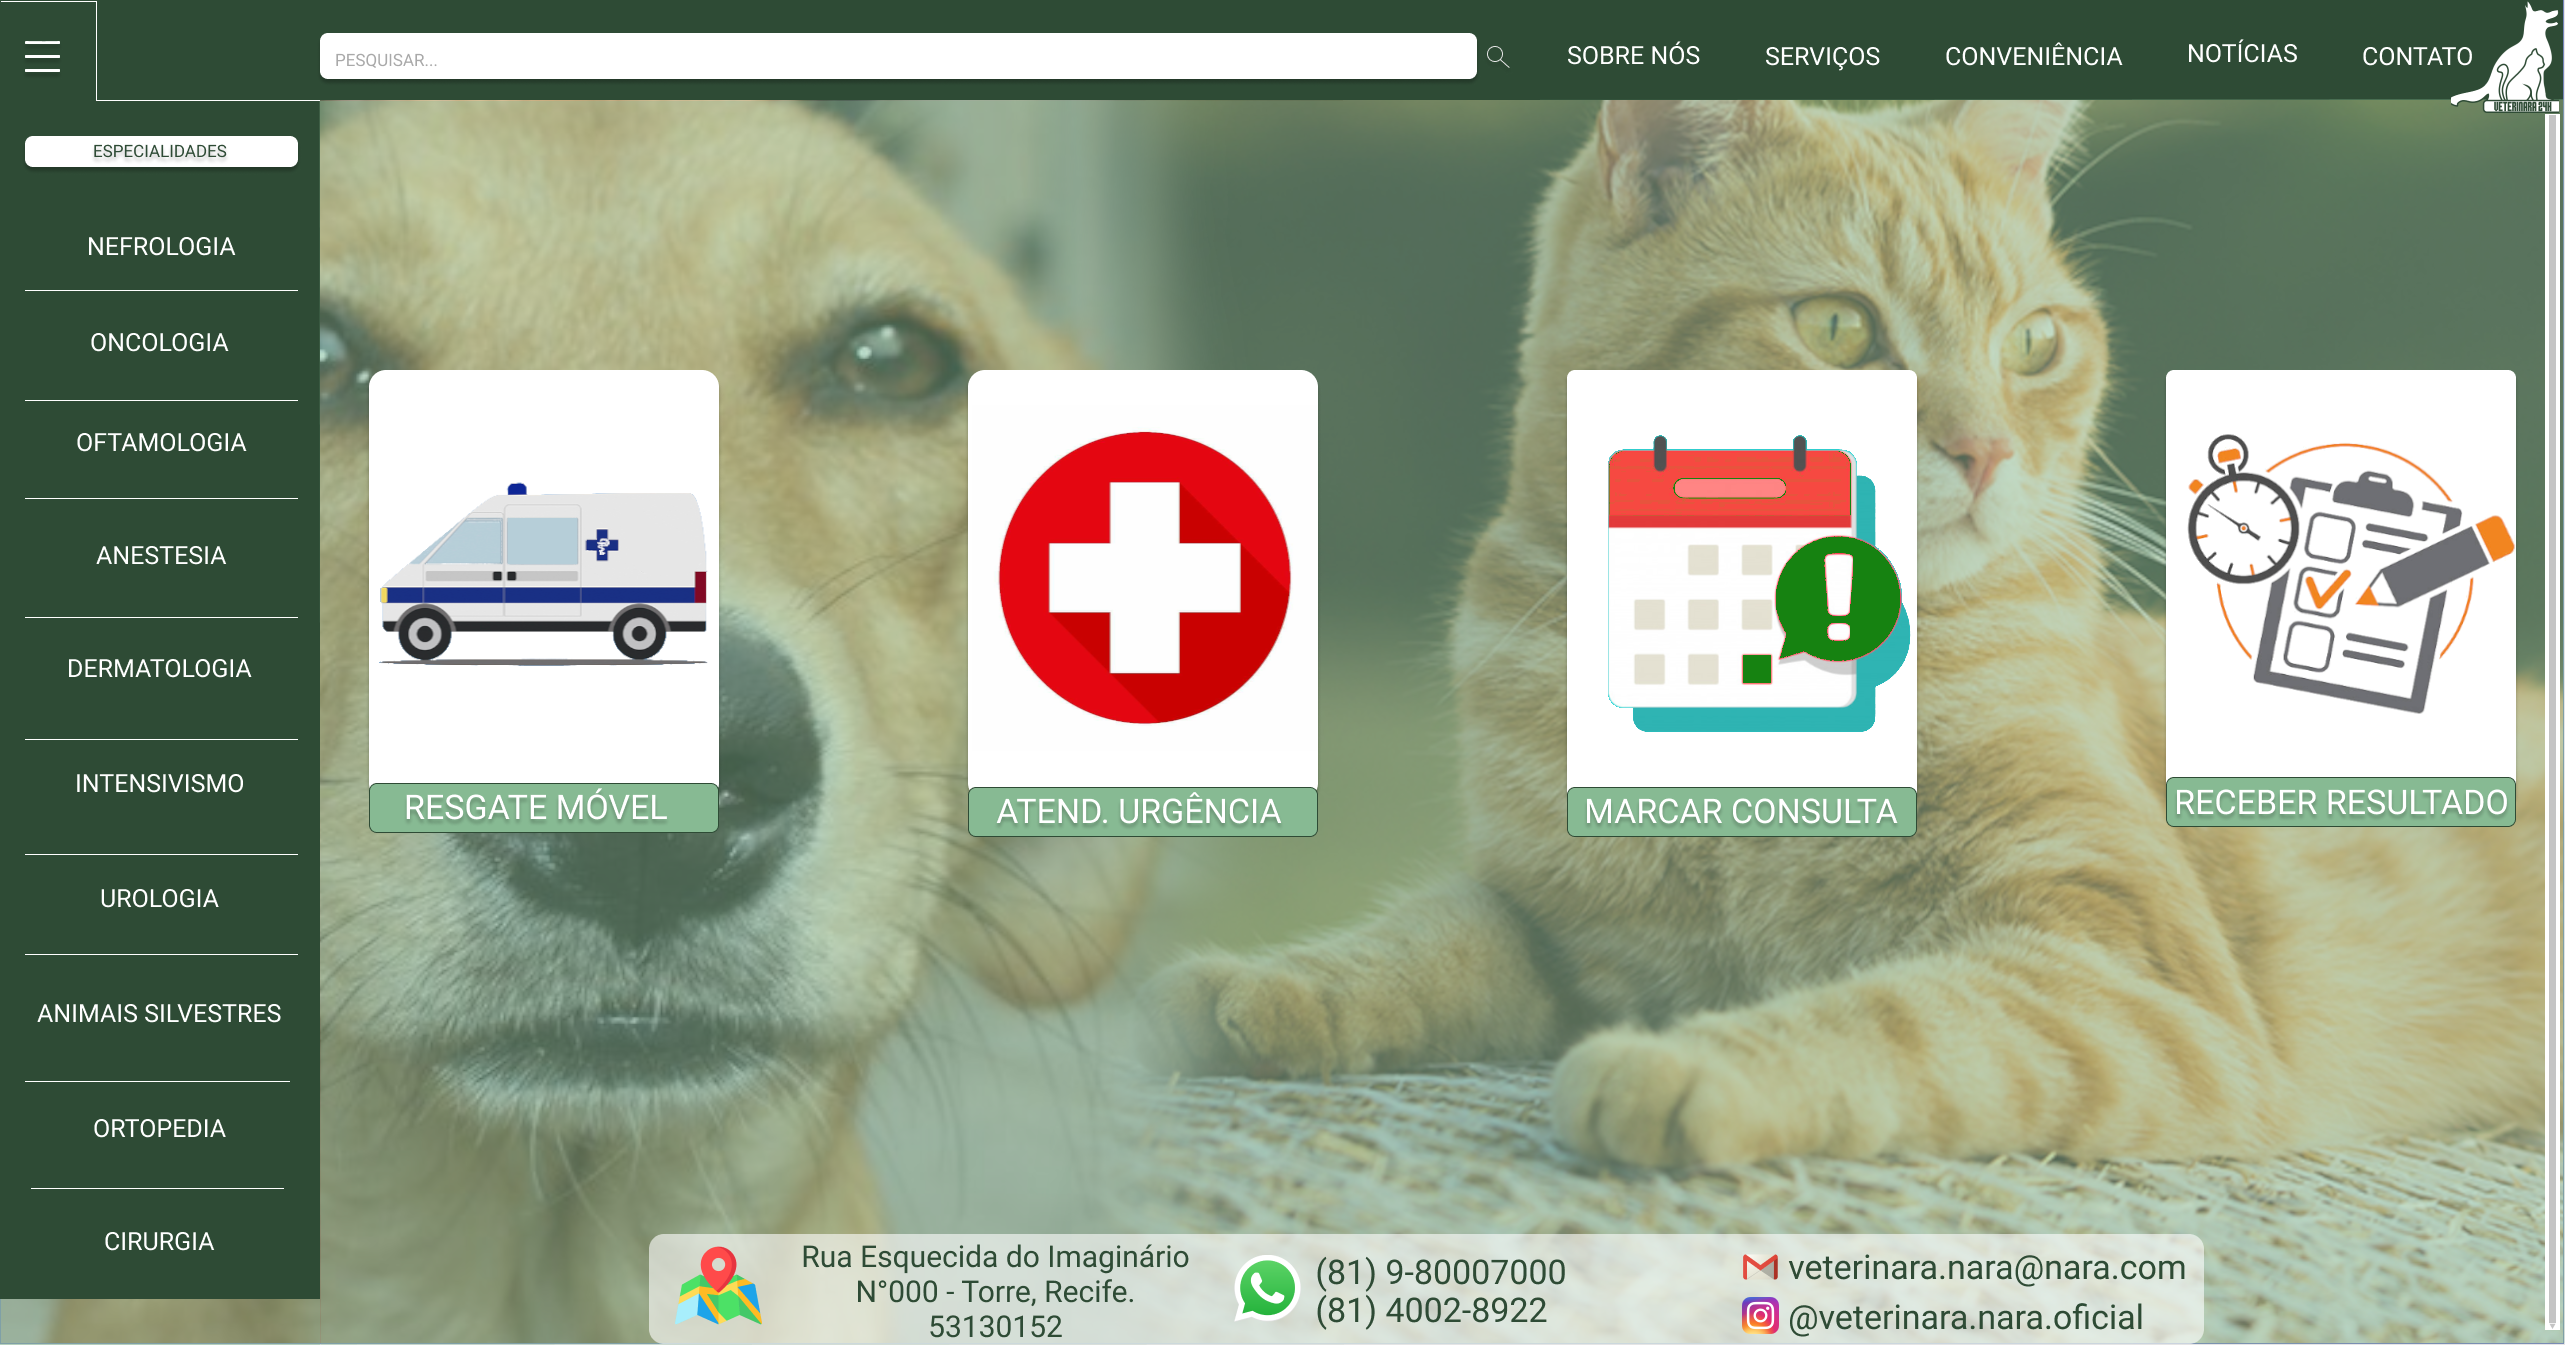 PESQUISAR...
SOBRE NÓS
SERVIÇOS
CONVENIÊNCIA
NOTÍCIAS
CONTATO
VETERINARA 24H
ESPECIALIDADES
NEFROLOGIA
ONCOLOGIA
OFTAMOLOGIA
ANESTESIA
DERMATOLOGIA
INTENSIVISMO
UROLOGIA
ANIMAIS SILVESTRES
ORTOPEDIA
CIRURGIA
RESGATE MÓVEL
ATEND. URGÊNCIA
MARCAR CONSULTA
RECEBER RESULTADO
Rua Esquecida do Imaginário
N°000 - Torre, Recife.
53130152
(81) 9-80007000
(81) 4002-8922
veterinara.nara@nara.com
@veterinara.nara.oficial